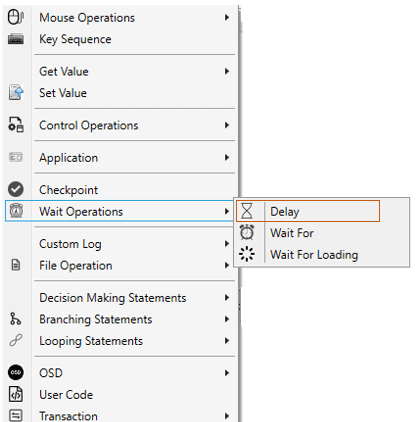 Mouse Operations
Key Sequence
Get Value
Set Value
Control Operations
Application
Checkpoint
Wait Operations
Delay
Wait For
Wait For Loading
Custom Log
File Operation
Decision Making Statements
Branching Statements
Looping Statements
OSD
OSD
User Code
Transaction